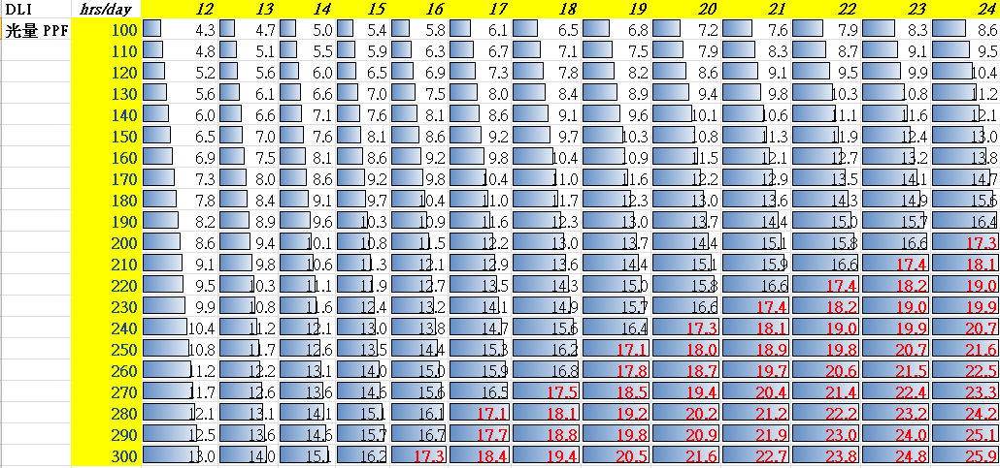 DLI hrs/day 12 13 14 15 16 17 18 19 20 21 22 23 24
光量 PPF 100 4.3 4.7 5.0 5.4 5.8 6.1 6.5 6.8 7.2 7.6 7.9 8.3 8.6
110 4.8 5.1 5.5 5.9 6.3 6.7 7.1 7.5 7.9 8.3 8.7 9.1 9.5
120 5.2 5.6 6.0 6.5 6.9 7.3 7.8 8.2 8.6 9.1 9.5 9.9 10.4
130 5.6 6.1 6.6 7.0 7.5 8.0 8.4 8.9 9.4 9.8 10.3 10.8 11.2
140 6.0 6.6 7.1 7.6 8.1 8.6 9.1 9.6 10.1 10.6 11.1 11.6 12.1
150 6.5 7.0 7.6 8.1 8.6 9.2 9.7 10.3 10.8 11.3 11.9 12.4 13.0
160 6.9 7.5 8.1 8.6 9.2 9.8 10.4 10.9 11.5 12.1 12.7 13.2 13.8
170 7.3 8.0 8.6 9.2 9.8 10.4 11.0 11.6 12.2 12.9 13.5 14.1 14.7
180 7.8 8.4 9.1 9.7 10.4 11.0 11.7 12.3 13.0 13.6 14.3 14.9 15.6
190 8.2 8.9 9.6 10.3 10.9 11.6 12.3 13.0 13.7 14.4 15.0 15.7 16.4
200 8.6 9.4 10.1 10.8 11.5 12.2 13.0 13.7 14.4 15.1 15.8 16.6 17.3
210 9.1 9.8 10.6 11.3 12.1 12.9 13.6 14.4 15.1 15.9 16.6 17.4 18.1
220 9.5 10.3 11.1 11.9 12.7 13.5 14.3 15.0 15.8 16.6 17.4 18.2 19.0
230 9.9 10.8 11.6 12.4 13.2 14.1 14.9 15.7 16.6 17.4 18.2 19.0 19.9
240 10.4 11.2 12.1 13.0 13.8 14.7 15.6 16.4 17.3 18.1 19.0 19.9 20.7
250 10.8 11.7 12.6 13.5 14.4 15.3 16.2 17.1 18.0 18.9 19.8 20.7 21.6
260 11.2 12.2 13.1 14.0 15.0 15.9 16.8 17.8 18.7 19.7 20.6 21.5 22.5
270 11.7 12.6 13.6 14.6 15.6 16.5 17.5 18.5 19.4 20.4 21.4 22.4 23.3
280 12.1 13.1 14.1 15.1 16.1 17.1 18.1 19.2 20.2 21.2 22.2 23.2 24.2
290 12.5 13.6 14.6 15.7 16.7 17.7 18.8 19.8 20.9 21.9 23.0 24.0 25.1
300 13.0 14.0 15.1 16.2 17.3 18.4 19.4 20.5 21.6 22.7 23.8 24.8 25.9